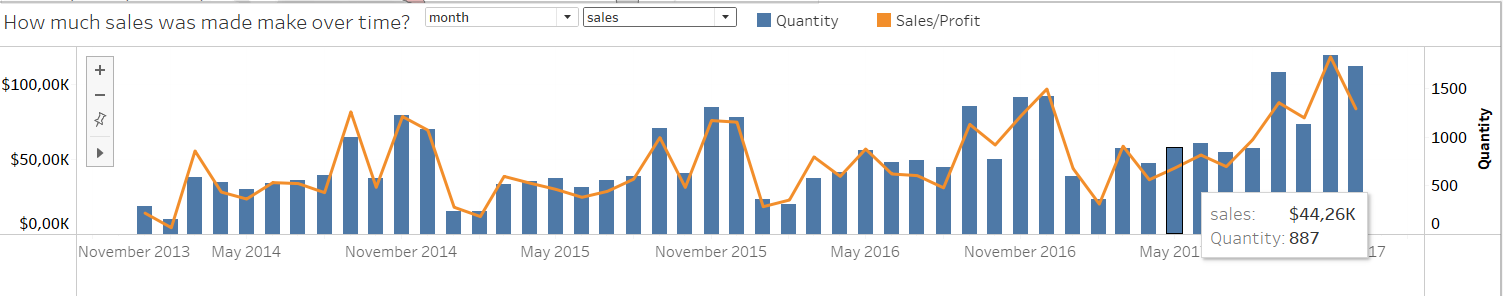 How much sales was made make over time? month sales Quantity Sales/Profit
$100,00K
$50,00K
$0,00K
1500
1000
500
0
Quantity
sales: $44,26K
Quantity: 887
November 2013 May 2014 November 2014 May 2015 November 2015 May 2016 November 2016 May 201 17